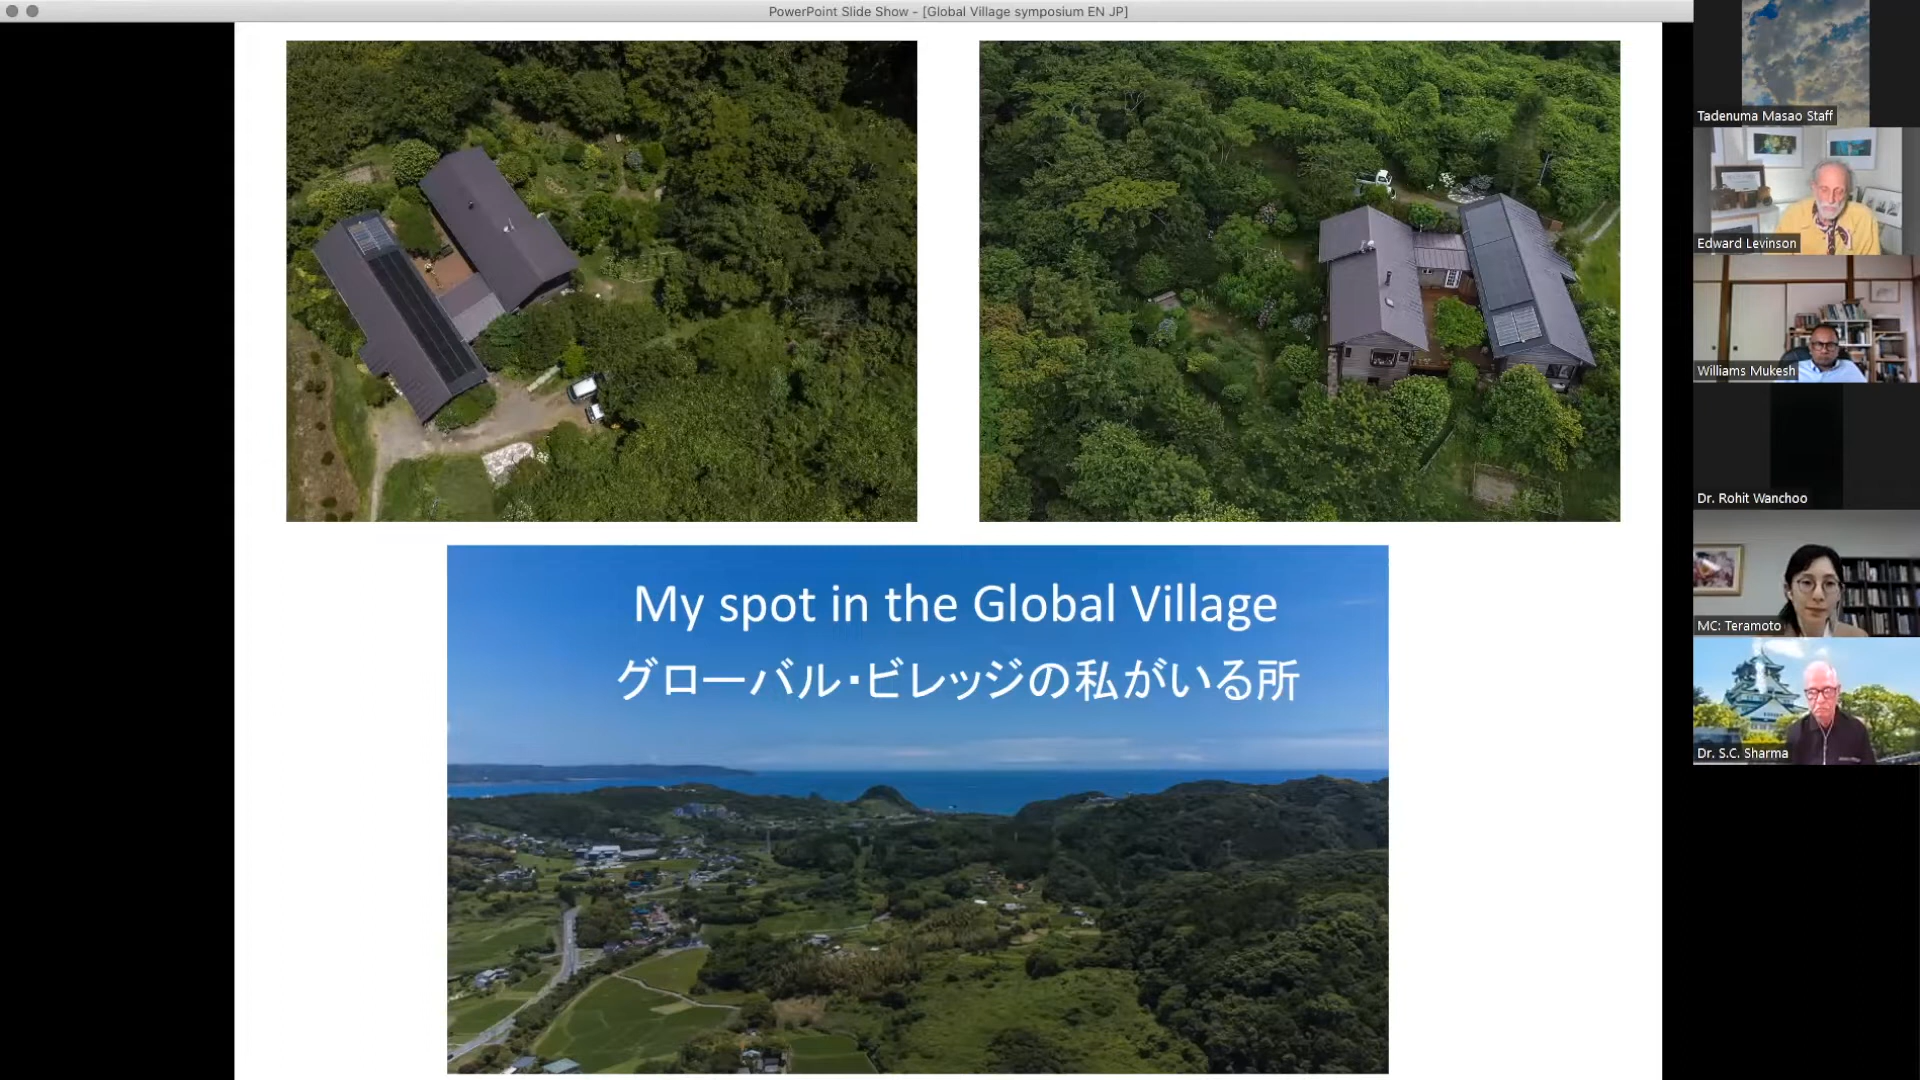 PowerPoint Slide Show - [Global Village symposium EN JP]
My spot in the Global Village
グローバル・ビレッジの私がいる所
Tadenuma Masao Staff
Edward Levinson
Williams Mukesh
Dr. Rohit Wanchoo
MC: Teramoto
Dr. S.C. Sharma